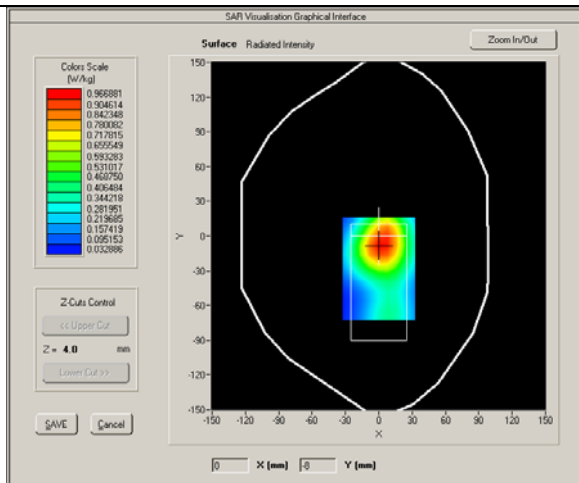 SAR Visualisation Graphical Interface
Surface Radiated Intensity
Zoom In/Out
Colors Scale
(W/kg)
0.966881
0.904614
0.842348
0.780082
0.717815
0.655549
0.593283
0.531017
0.468750
0.406484
0.344218
0.281951
0.219685
0.157419
0.095153
0.032886
Z-Cuts Control
<< Upper Cut
Z = 4.0 mm
Lower Cut >>
SAVE Cancel
150
120
90
60
30
0
-30
-60
-90
-120
-150
Y
-150 -120 -90 -60 -30 0 30 60 90 120 150
X
0 X (mm) -8 Y (mm)